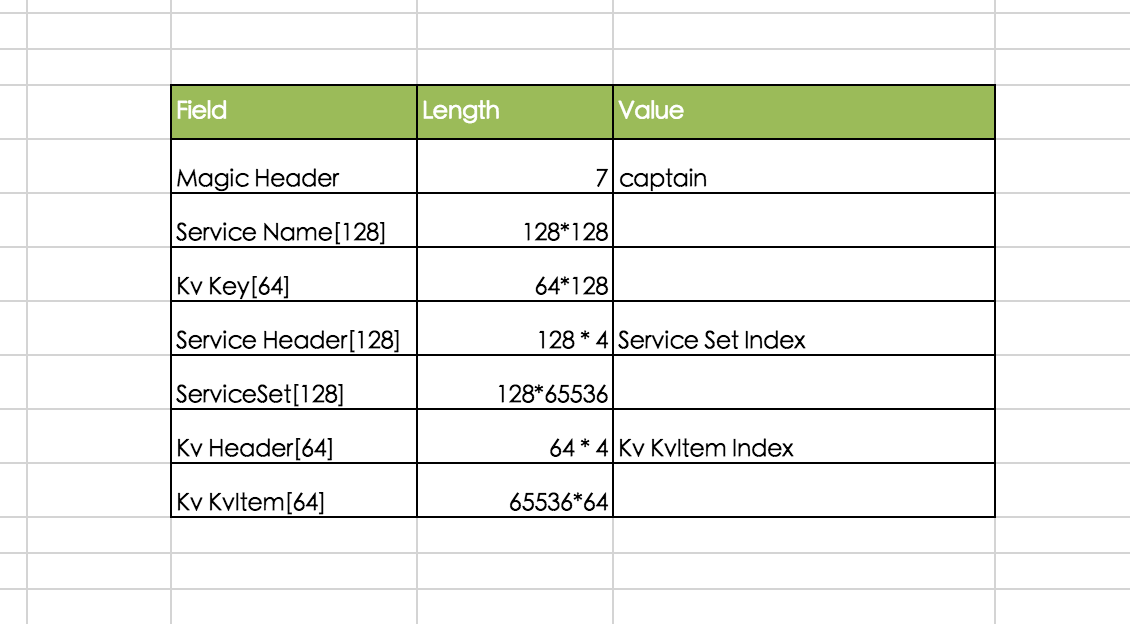 Field Length Value
Magic Header 7 captain
Service Name[128] 128*128
Kv Key[64] 64*128
Service Header[128] 128 * 4 Service Set Index
ServiceSet[128] 128*65536
Kv Header[64] 64 * 4 Kv KvItem Index
Kv KvItem[64] 65536*64